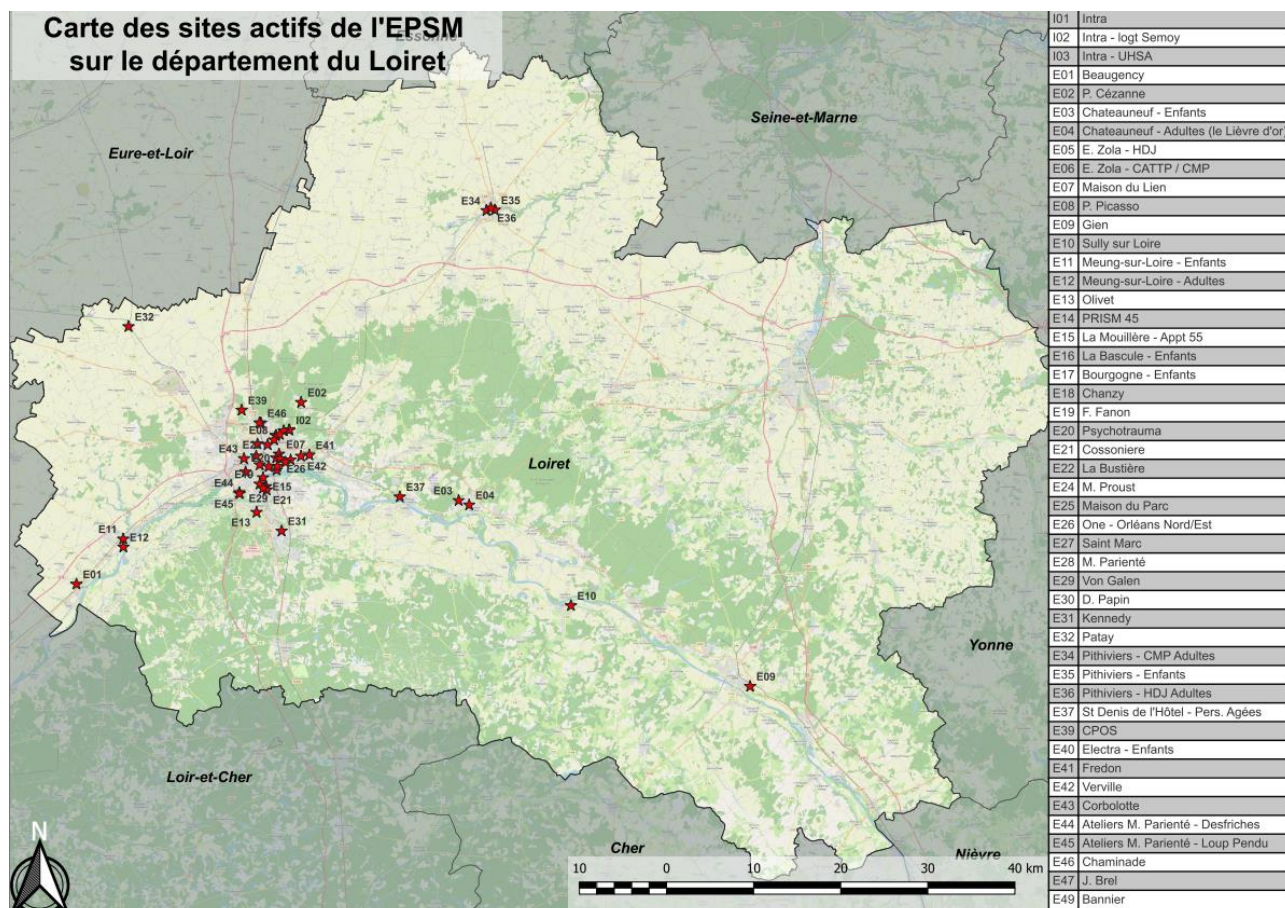 Carte des sites actifs de l'EPSM
sur le département du Loiret
Essonne
Seine-et-Marne
Eure-et-Loir
E34
E35
E36
E32
E02
E39
E46
I02
E08
E07
E41
E43
E42
E26
Loiret
E44
E15
E37
E03
E04
E45
E29
E21
E13
E31
E11
E12
E01
E10
Yonne
E09
Loir-et-Cher
Cher
Nièvre
N
10 0 10 20 30 40 km
I01 Intra
I02 Intra - logt Semoy
I03 Intra - UHSA
E01 Beaugency
E02 P. Cézanne
E03 Chateauneuf - Enfants
E04 Chateauneuf - Adultes (le Lièvre d'or
E05 E. Zola - HDJ
E06 E. Zola - CATTP / CMP
E07 Maison du Lien
E08 P. Picasso
E09 Gien
E10 Sully sur Loire
E11 Meung-sur-Loire - Enfants
E12 Meung-sur-Loire - Adultes
E13 Olivet
E14 PRISM 45
E15 La Mouillère - Appt 55
E16 La Bascule - Enfants
E17 Bourgogne - Enfants
E18 Chanzy
E19 F. Fanon
E20 Psychotrauma
E21 Cossoniere
E22 La Bustière
E24 M. Proust
E25 Maison du Parc
E26 One - Orléans Nord/Est
E27 Saint Marc
E28 M. Parienté
E29 Von Galen
E30 D. Papin
E31 Kennedy
E32 Patay
E34 Pithiviers - CMP Adultes
E35 Pithiviers - Enfants
E36 Pithiviers - HDJ Adultes
E37 St Denis de l'Hôtel - Pers. Agées
E39 CPOS
E40 Electra - Enfants
E41 Fredon
E42 Verville
E43 Corbolotte
E44 Ateliers M. Parienté - Desfriches
E45 Ateliers M. Parienté - Loup Pendu
E46 Chaminade
E47 J. Brel
E49 Bannier